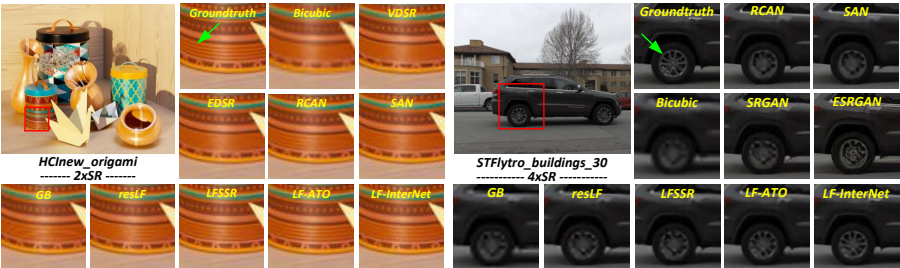 Groundtruth
Bicubic
VDSR
EDSR
RCAN
SAN
HCInew_origami
------- 2xSR -------
GB
resLF
LFSSR
LF-ATO
LF-InterNet
Groundtruth
RCAN
SAN
Bicubic
SRGAN
ESRGAN
STFlytro_buildings_30
----------- 4xSR -----------
GB
resLF
LFSSR
LF-ATO
LF-InterNet